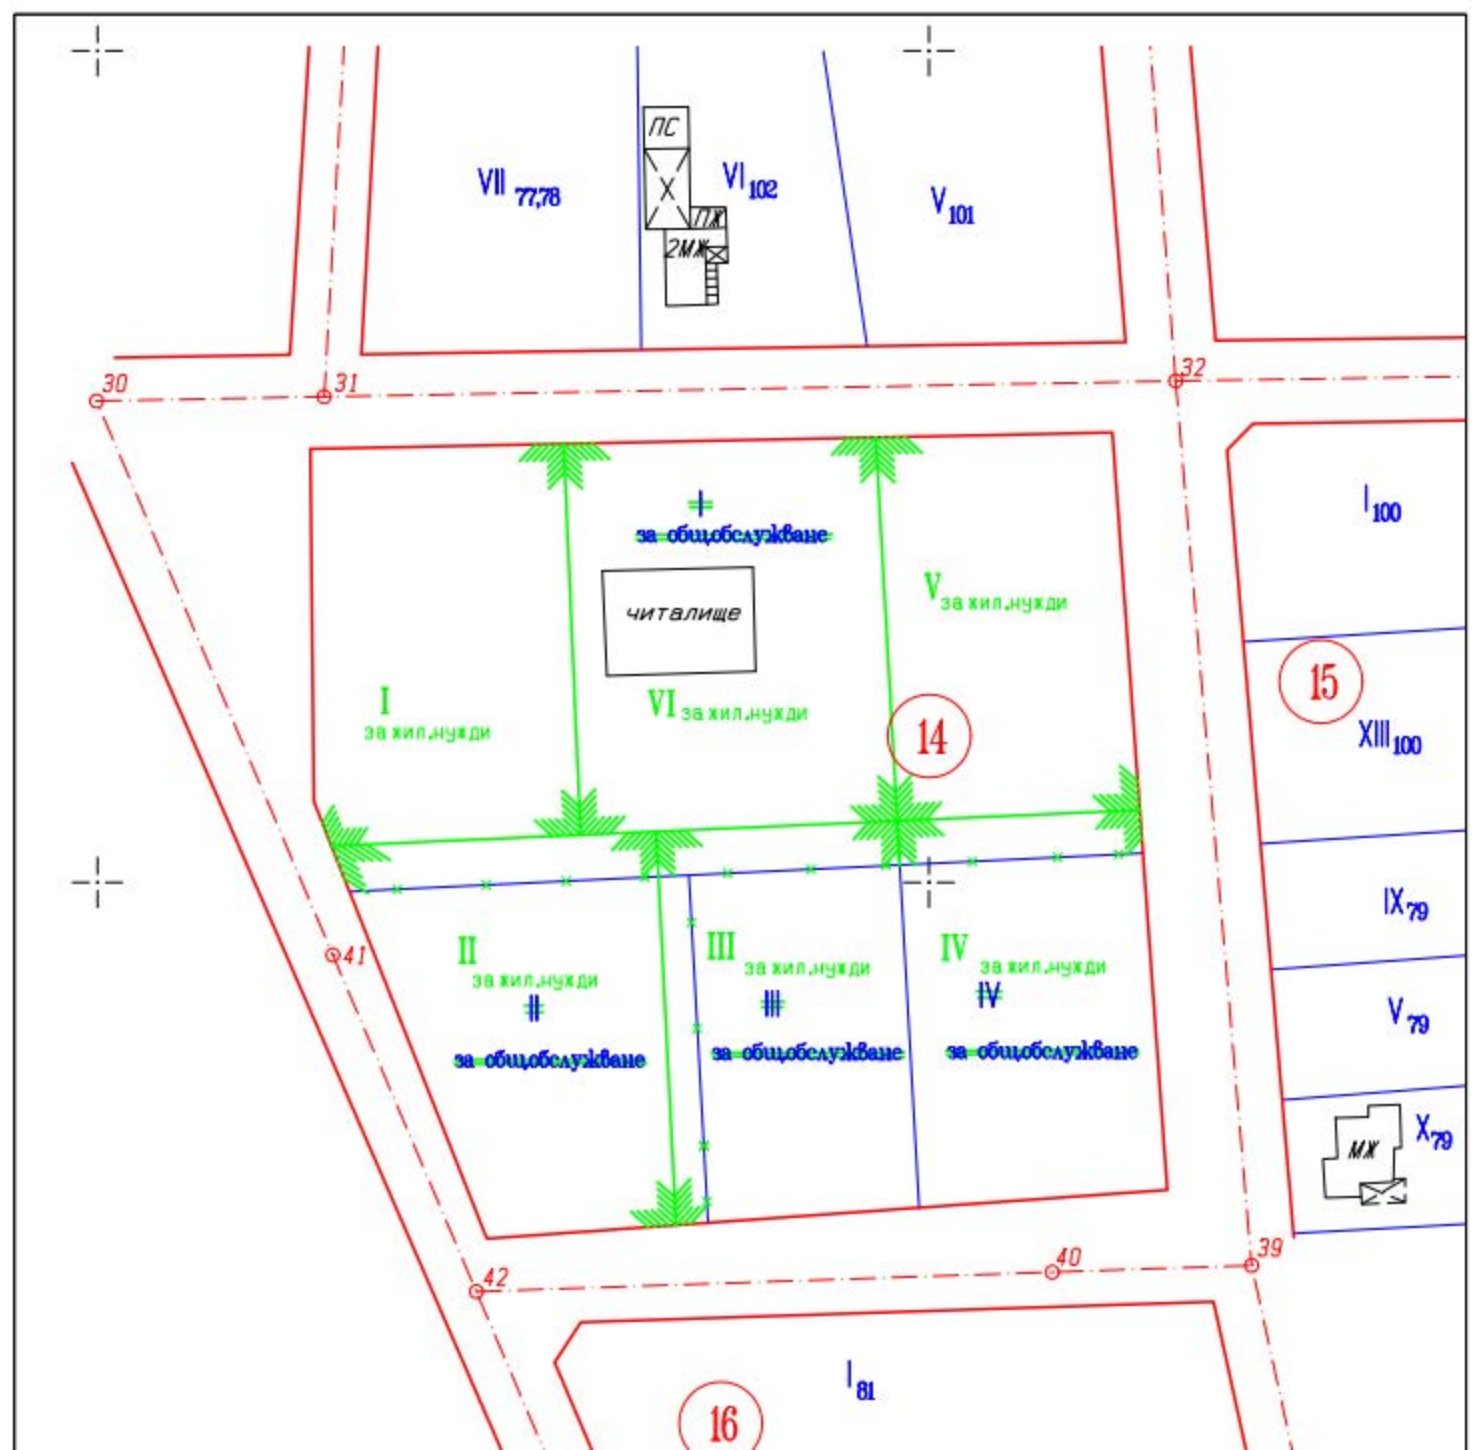 ПС
VII 77,78
X
VI 102
V 101
ПЖ
2МЖ
30
31
32
I
за общ.обслужване
I 100
V за жил.нужди
читалище
I
за жил.нужди
VI за жил.нужди
14
15
XIII 100
IX 79
41
II
за жил.нужди
III
за жил.нужди
IV
за жил.нужди
II
III
IV
за общ.обслужване
за общ.обслужване
за общ.обслужване
V 79
X 79
МЖ
42
40
39
I 81
16